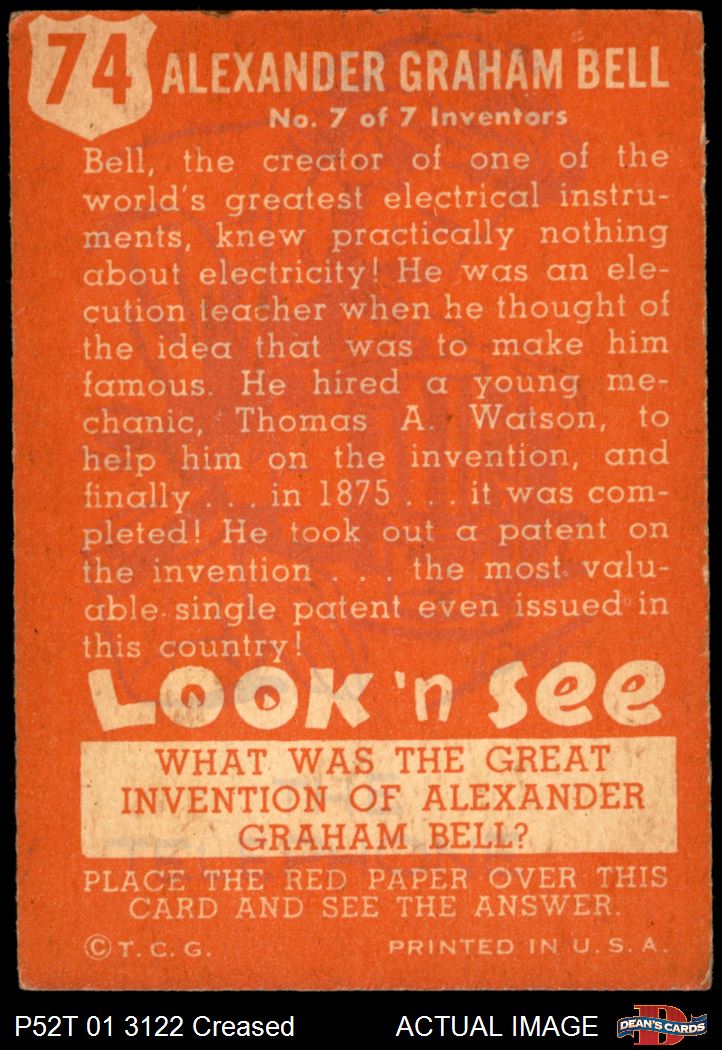 74
ALEXANDER GRAHAM BELL
No. 7 of 7 Inventors
Bell, the creator of one of the
world's greatest electrical instru-
ments, knew practically nothing
about electricity! He was an ele-
cution teacher when he thought of
the idea that was to make him
famous. He hired a young me-
chanic, Thomas A. Watson, to
help him on the invention, and
finally . . . in 1875 . . . it was com-
pleted! He took out a patent on
the invention . . . the most valu-
able single patent even issued in
this country!
LOOK 'n SEE
WHAT WAS THE GREAT
INVENTION OF ALEXANDER
GRAHAM BELL?
THE
TELEPHONE
PLACE THE RED PAPER OVER THIS
CARD AND SEE THE ANSWER.
© T. C. G. PRINTED IN U. S. A.
P52T 01 3122 Creased ACTUAL IMAGE DEAN'S CARDS